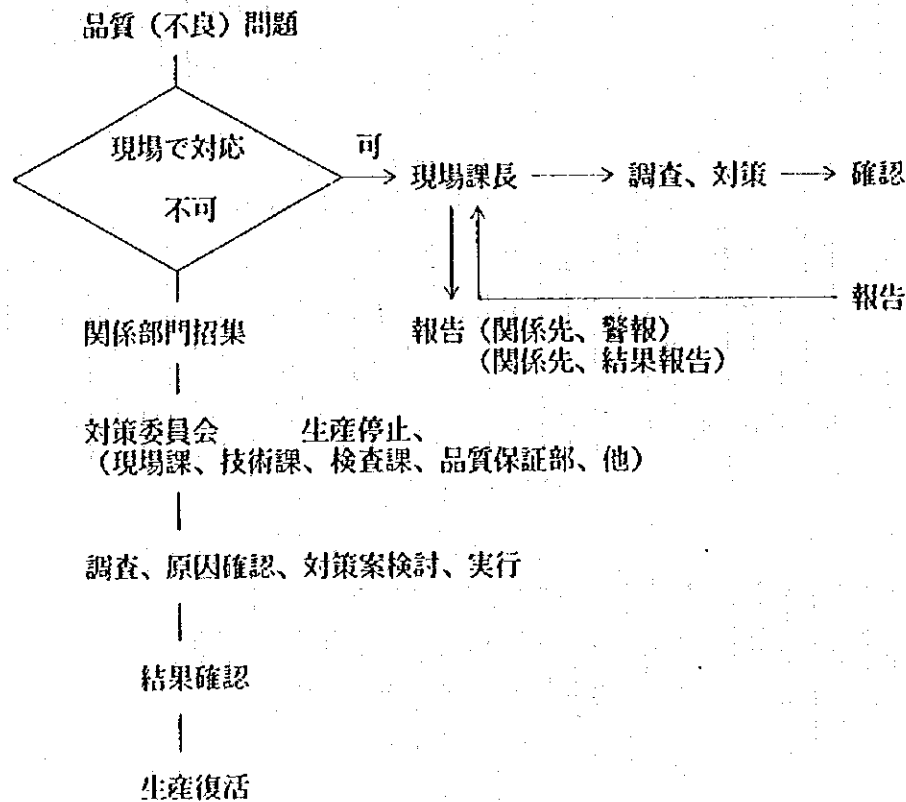 品質（不良）問題
現場で対応
可
不可
現場課長
調査、対策
確認
報告
報告（関係先、警報）
（関係先、結果報告）
関係部門招集
対策委員会　生産停止、
（現場課、技術課、検査課、品質保証部、他）
調査、原因確認、対策案検討、実行
結果確認
生産復活